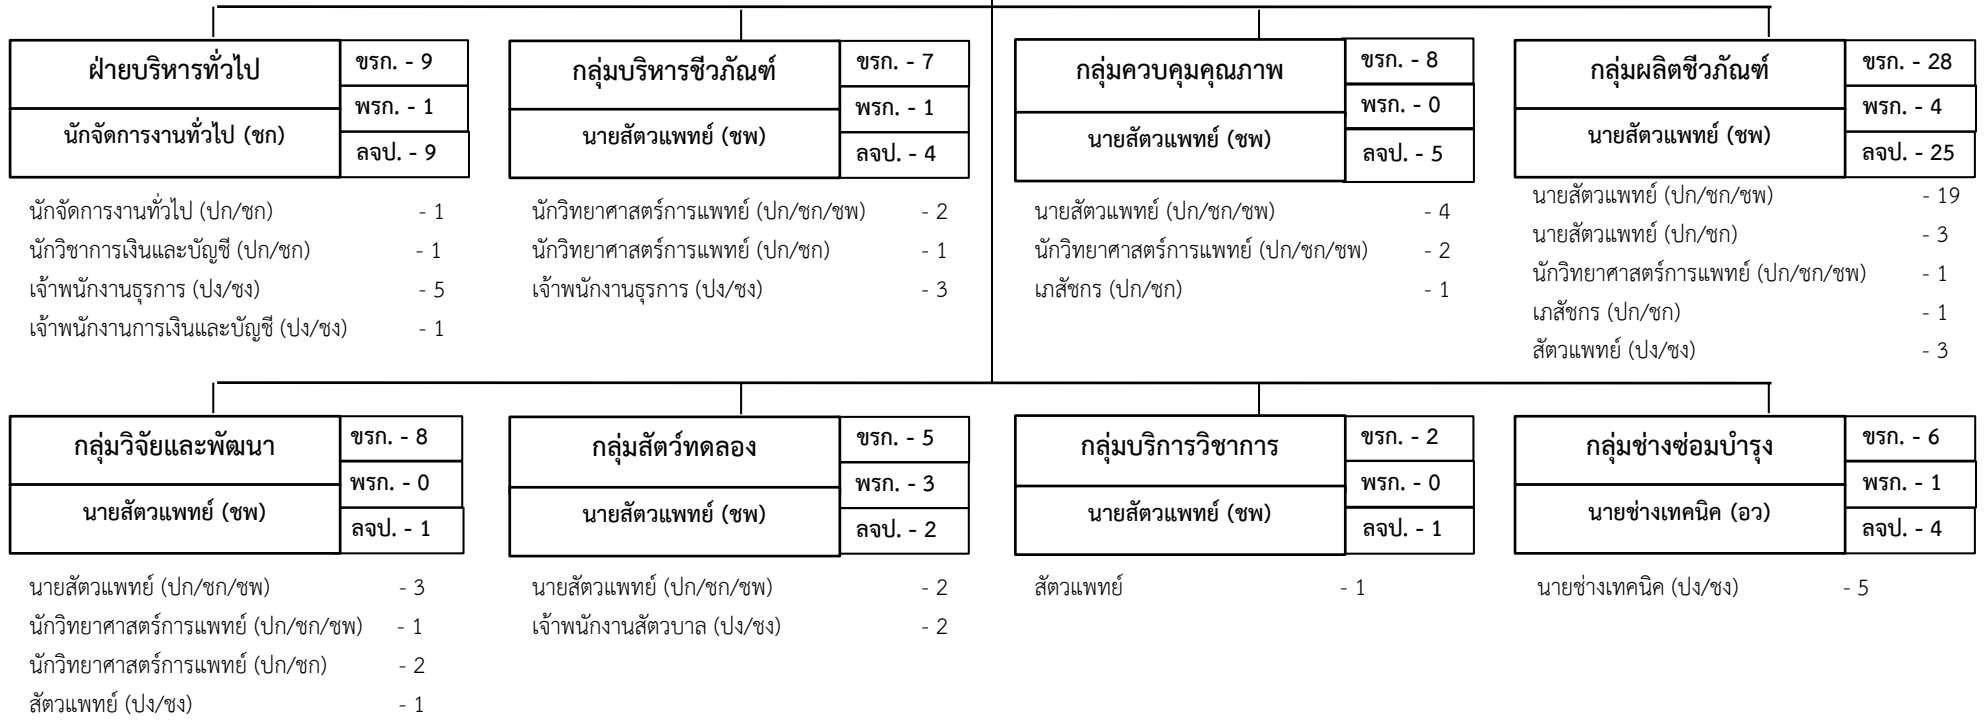 ฝ่ายบริหารทั่วไป
นักจัดการงานทั่วไป (ชก)
ขรก. - 9
พรก. - 1
ลจป. - 9
นักจัดการงานทั่วไป (ปก/ชก) - 1
นักวิชาการเงินและบัญชี (ปก/ชก) - 1
เจ้าพนักงานธุรการ (ปง/ชง) - 5
เจ้าพนักงานการเงินและบัญชี (ปง/ชง) - 1
กลุ่มบริหารชีวภัณฑ์
นายสัตวแพทย์ (ชพ)
ขรก. - 7
พรก. - 1
ลจป. - 4
นักวิทยาศาสตร์การแพทย์ (ปก/ชก/ชพ) - 2
นักวิทยาศาสตร์การแพทย์ (ปก/ชก) - 1
เจ้าพนักงานธุรการ (ปง/ชง) - 3
กลุ่มควบคุมคุณภาพ
นายสัตวแพทย์ (ชพ)
ขรก. - 8
พรก. - 0
ลจป. - 5
นายสัตวแพทย์ (ปก/ชก/ชพ) - 4
นักวิทยาศาสตร์การแพทย์ (ปก/ชก/ชพ) - 2
เภสัชกร (ปก/ชก) - 1
กลุ่มผลิตชีวภัณฑ์
นายสัตวแพทย์ (ชพ)
ขรก. - 28
พรก. - 4
ลจป. - 25
นายสัตวแพทย์ (ปก/ชก/ชพ) - 19
นายสัตวแพทย์ (ปก/ชก) - 3
นักวิทยาศาสตร์การแพทย์ (ปก/ชก/ชพ) - 1
เภสัชกร (ปก/ชก) - 1
สัตวแพทย์ (ปง/ชง) - 3
กลุ่มวิจัยและพัฒนา
นายสัตวแพทย์ (ชพ)
ขรก. - 8
พรก. - 0
ลจป. - 1
นายสัตวแพทย์ (ปก/ชก/ชพ) - 3
นักวิทยาศาสตร์การแพทย์ (ปก/ชก/ชพ) - 1
นักวิทยาศาสตร์การแพทย์ (ปก/ชก) - 2
สัตวแพทย์ (ปง/ชง) - 1
กลุ่มสัตว์ทดลอง
นายสัตวแพทย์ (ชพ)
ขรก. - 5
พรก. - 3
ลจป. - 2
นายสัตวแพทย์ (ปก/ชก/ชพ) - 2
เจ้าพนักงานสัตวบาล (ปง/ชง) - 2
กลุ่มบริการวิชาการ
นายสัตวแพทย์ (ชพ)
ขรก. - 2
พรก. - 0
ลจป. - 1
สัตวแพทย์ - 1
กลุ่มช่างซ่อมบำรุง
นายช่างเทคนิค (อว)
ขรก. - 6
พรก. - 1
ลจป. - 4
นายช่างเทคนิค (ปง/ชง) - 5